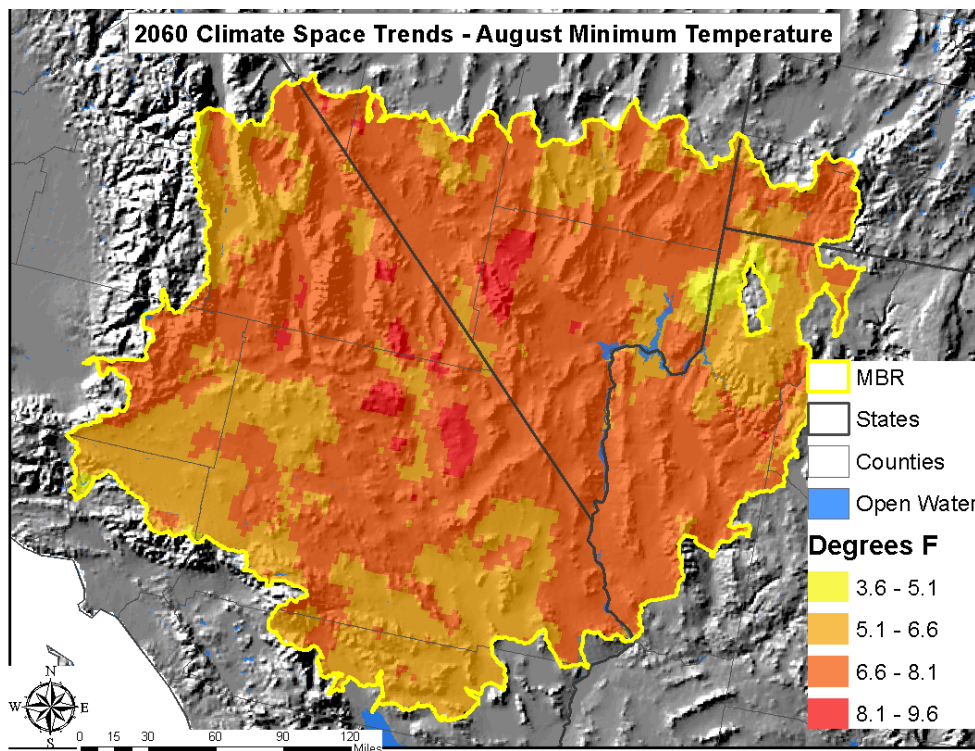 2060 Climate Space Trends - August Minimum Temperature
MBR
States
Counties
Open Water
Degrees F
3.6 - 5.1
5.1 - 6.6
6.6 - 8.1
8.1 - 9.6
N
W E
S
0 15 30 60 90 120
Miles